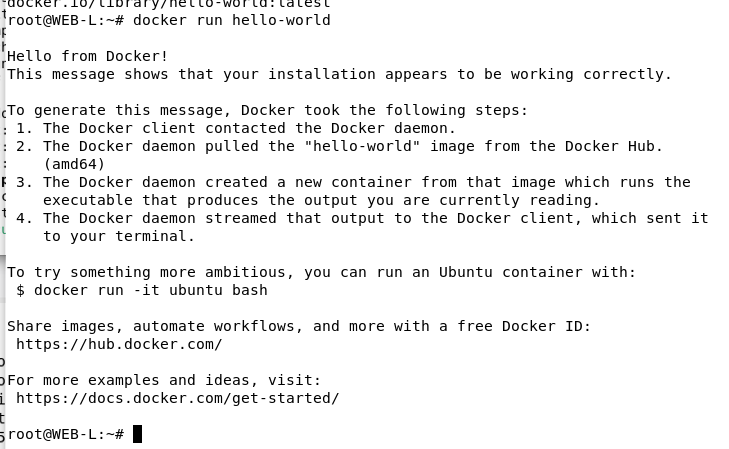 docker.io/library/hello-world:latest
root@WEB-L:~# docker run hello-world
Hello from Docker!
This message shows that your installation appears to be working correctly.
To generate this message, Docker took the following steps:
1. The Docker client contacted the Docker daemon.
2. The Docker daemon pulled the "hello-world" image from the Docker Hub.
(amd64)
3. The Docker daemon created a new container from that image which runs the
executable that produces the output you are currently reading.
4. The Docker daemon streamed that output to the Docker client, which sent it
to your terminal.
To try something more ambitious, you can run an Ubuntu container with:
$ docker run -it ubuntu bash
Share images, automate workflows, and more with a free Docker ID:
https://hub.docker.com/
For more examples and ideas, visit:
https://docs.docker.com/get-started/
root@WEB-L:~#